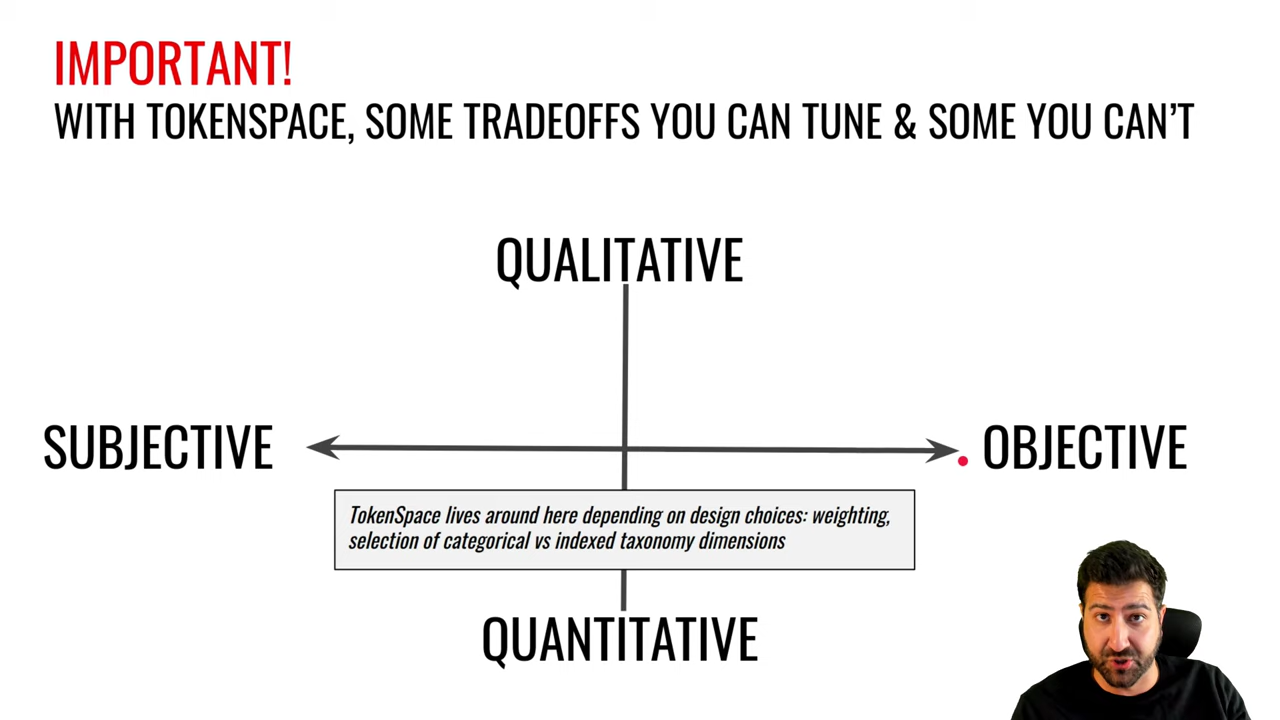 IMPORTANT!
WITH TOKENSPACE, SOME TRADEOFFS YOU CAN TUNE & SOME YOU CAN'T
QUALITATIVE
SUBJECTIVE
OBJECTIVE
TokenSpace lives around here depending on design choices: weighting,
selection of categorical vs indexed taxonomy dimensions
QUANTITATIVE